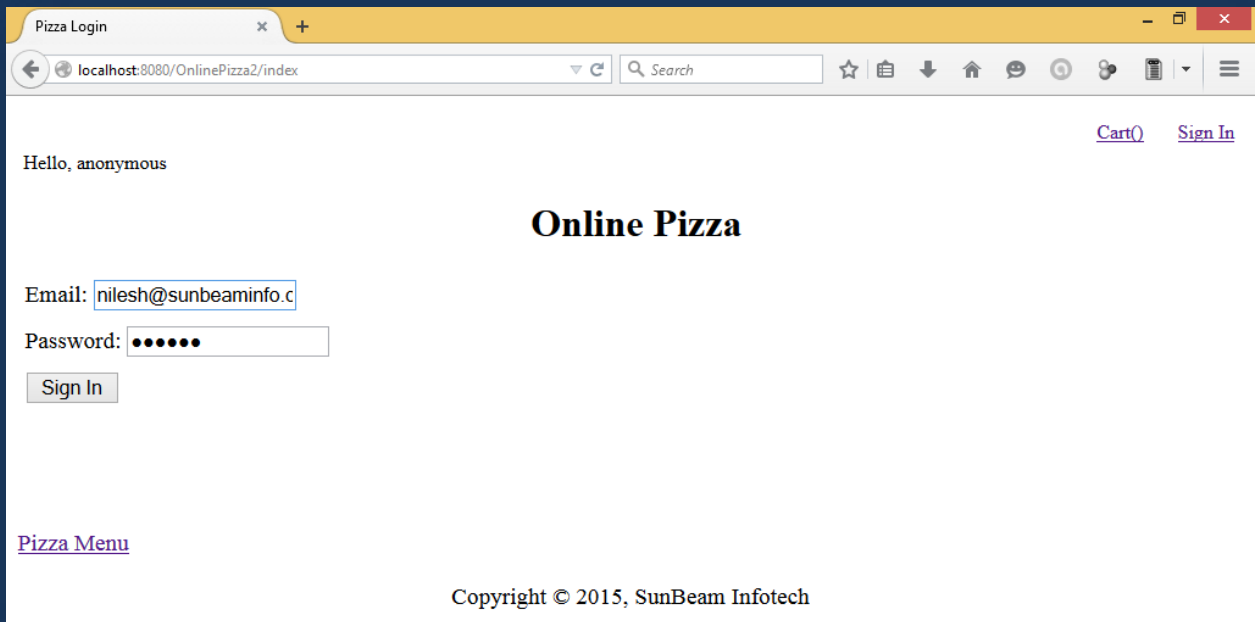 Pizza Login
localhost:8080/OnlinePizza2/index
Search
Cart() Sign In
Hello, anonymous
Online Pizza
Email: nilesh@sunbeaminfo.c
Password: ●●●●●●
Sign In
Pizza Menu
Copyright © 2015, SunBeam Infotech